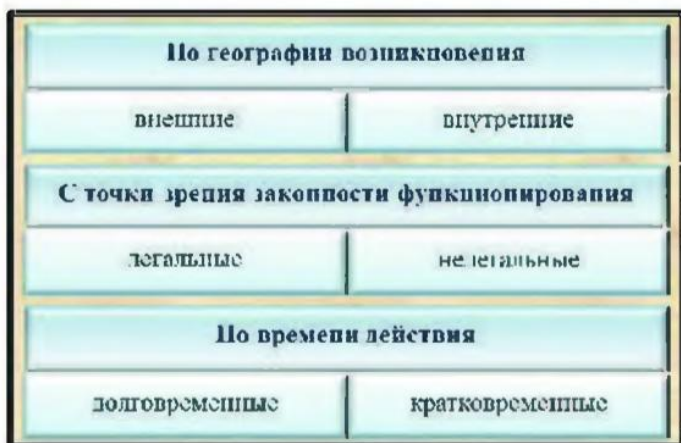 По географии возникновения
внешние внутренние
С точки зрения законности функционирования
легальные нелегальные
По времени действия
долговременные кратковременные